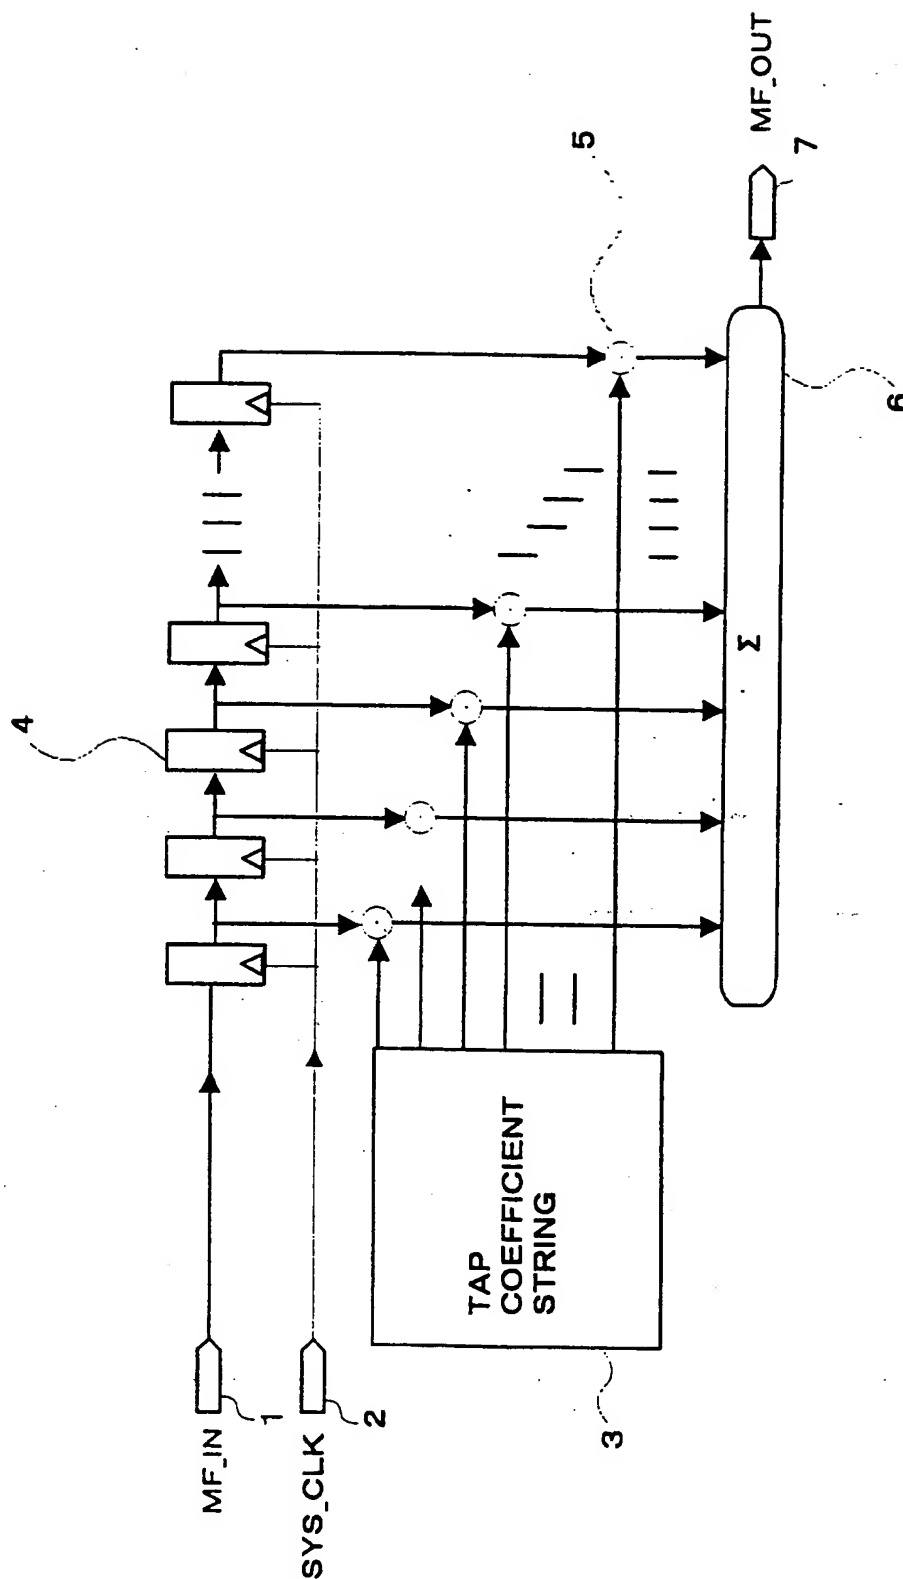 MF_IN
1
SYS_CLK
2
TAP
COEFFICIENT
STRING
3
4
5
Σ
6
MF_OUT
7